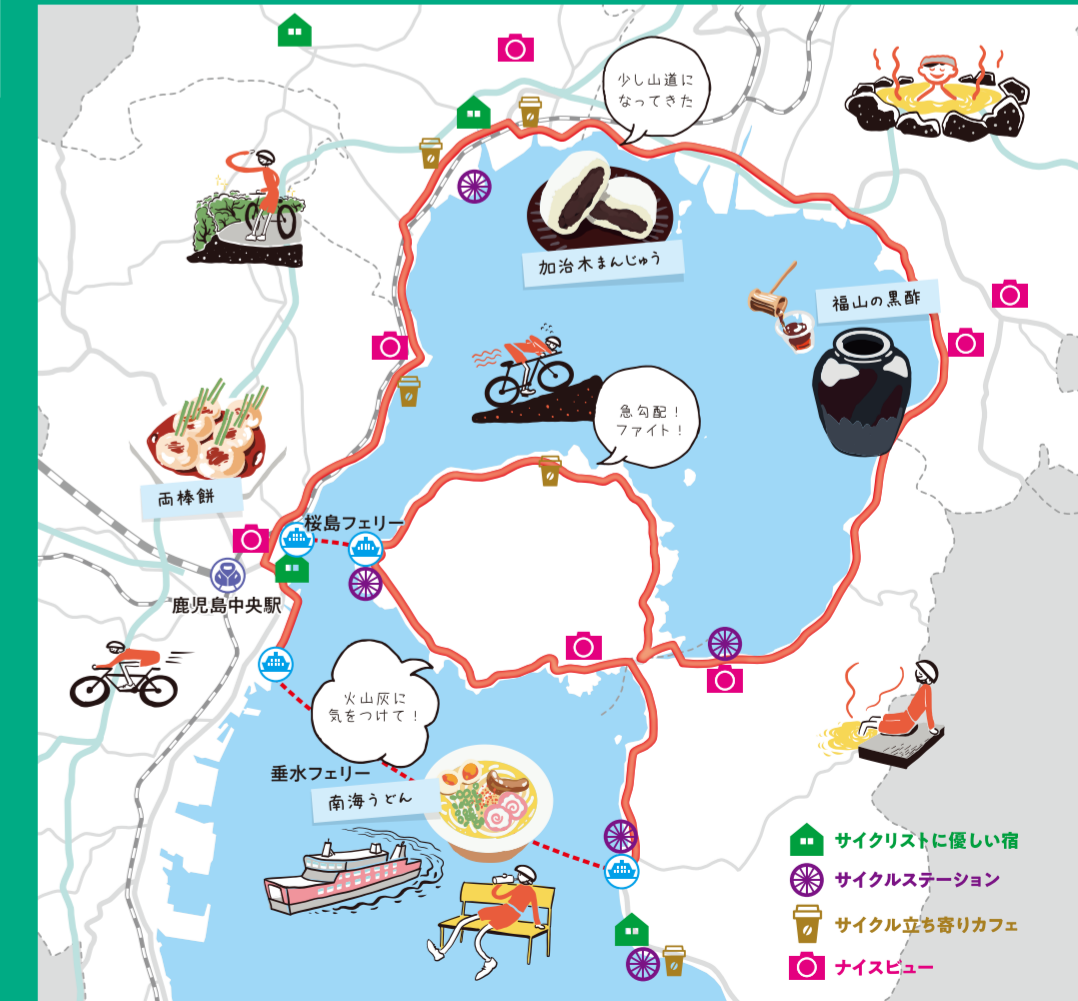 少し山道に
なってきた
加治木まんじゅう
福山の黒酢
急勾配！
ファイト！
両棒餅
桜島フェリー
鹿児島中央駅
火山灰に
気をつけて！
垂水フェリー
南海うどん
サイクリストに優しい宿
サイクルステーション
サイクル立ち寄りカフェ
ナイスビュー